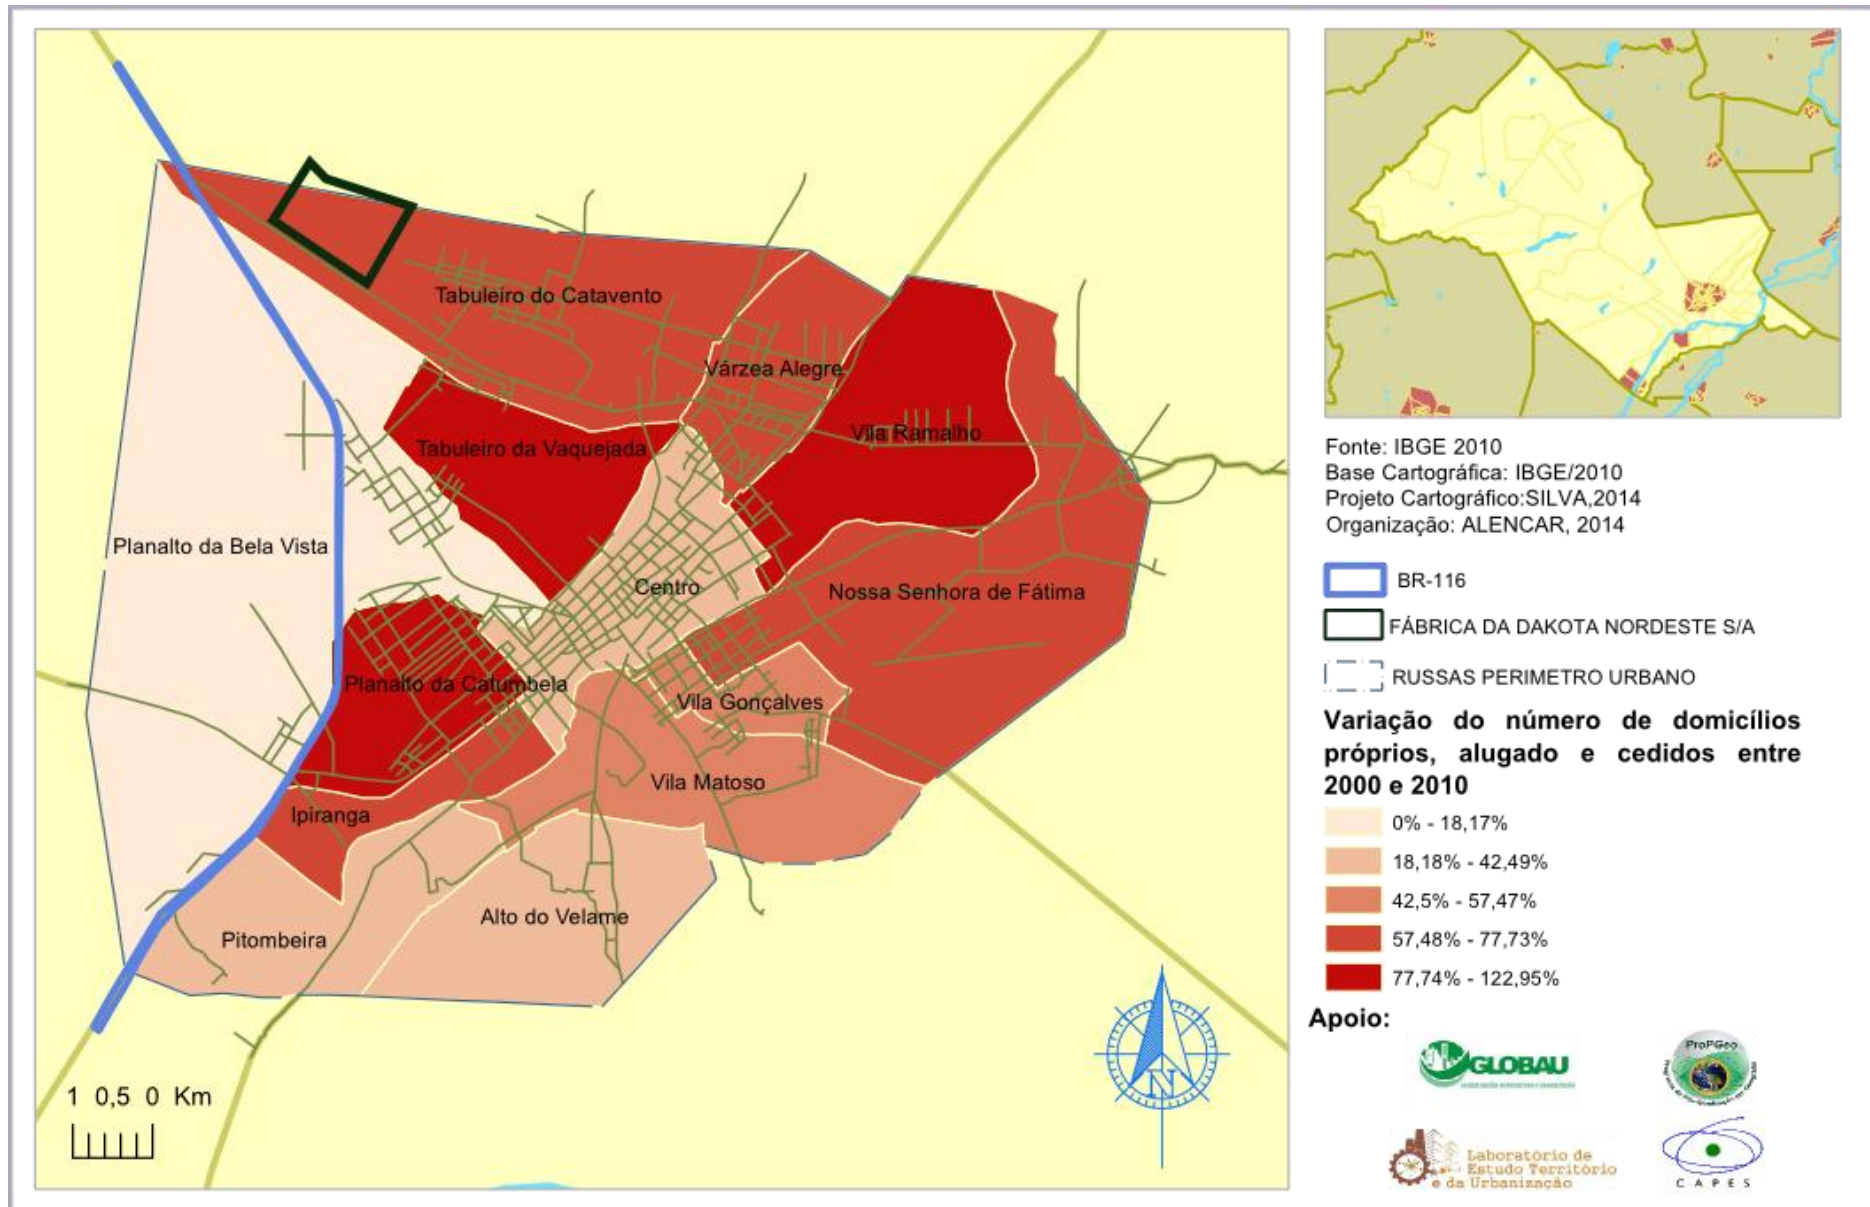 Tabuleiro do Catavento
Várzea Alegre
Vila Ramalho
Tabuleiro da Vaquejada
Planalto da Bela Vista
Centro
Nossa Senhora de Fátima
Planalto da Catumbela
Vila Gonçalves
Vila Matoso
Ipiranga
Alto do Velame
Pitombeira
N
1 0,5 0 Km
Fonte: IBGE 2010
Base Cartográfica: IBGE/2010
Projeto Cartográfico:SILVA,2014
Organização: ALENCAR, 2014
BR-116
FÁBRICA DA DAKOTA NORDESTE S/A
RUSSAS PERIMETRO URBANO
Variação do número de domicílios
próprios, alugado e cedidos entre
2000 e 2010
0% - 18,17%
18,18% - 42,49%
42,5% - 57,47%
57,48% - 77,73%
77,74% - 122,95%
Apoio:
GLOBAU
ProPGeo
Laboratório de
Estudo Território
e da Urbanização
CAPES